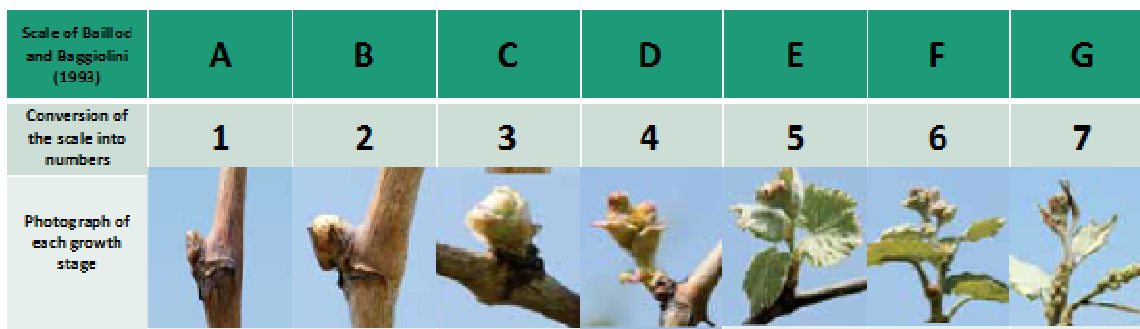 Scale of Baillod
and Baggiolini
(1993)
A B C D E F G
Conversion of
the scale into
numbers
1 2 3 4 5 6 7
Photograph of
each growth
stage